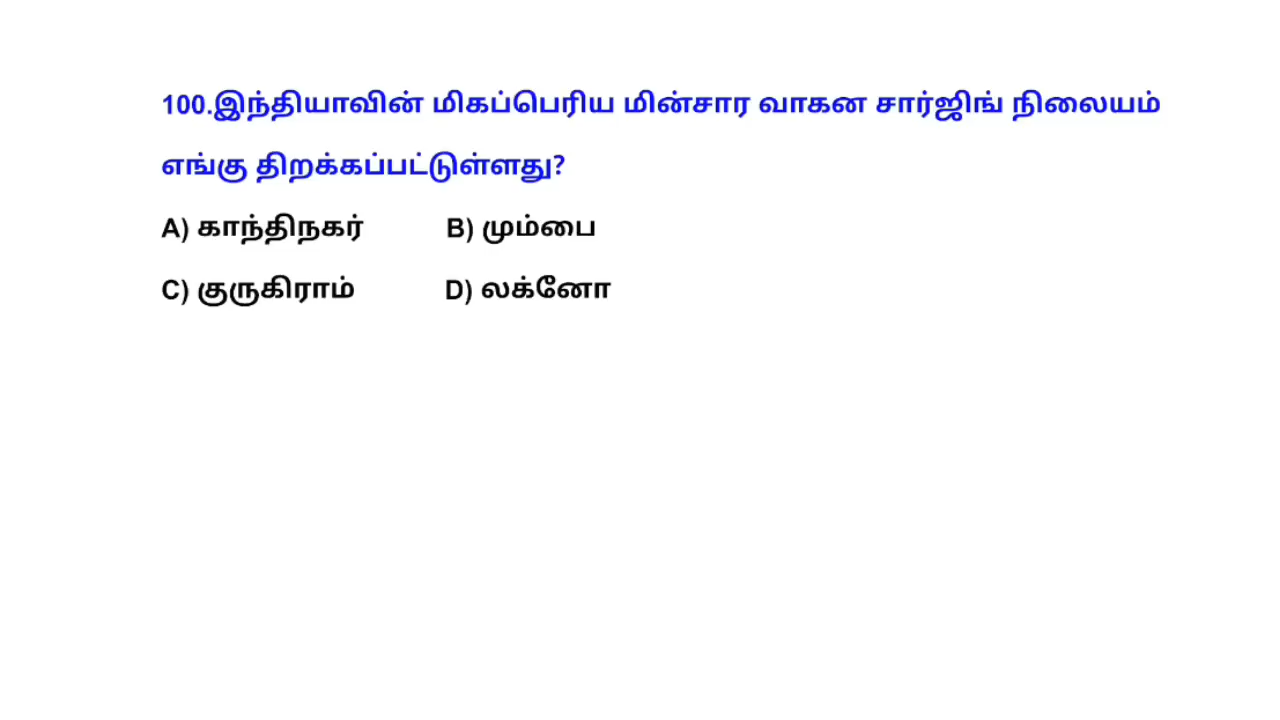 100.இந்தியாவின் மிகப்பெரிய மின்சார வாகன சார்ஜிங் நிலையம்
எங்கு திறக்கப்பட்டுள்ளது?
A) காந்திநகர் B) மும்பை
C) குருகிராம் D) லக்னோ